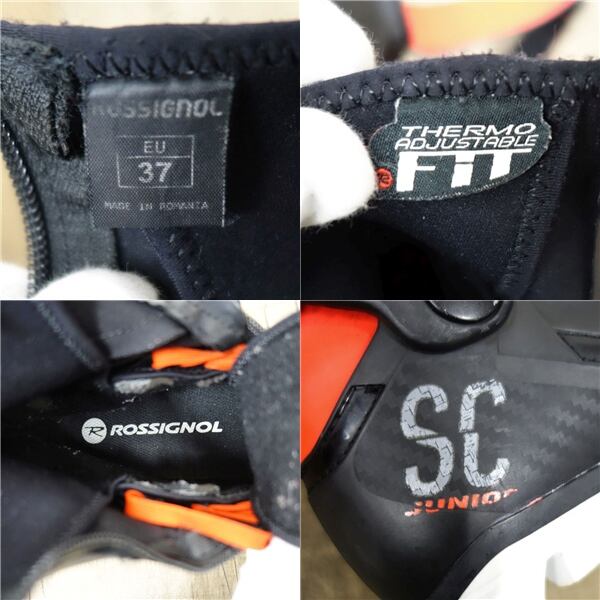 ROSSIGNOL
EU
37
MADE IN ROMANIA
THERMO
ADJUSTABLE
FIT
R ROSSIGNOL
SC
JUNIOR